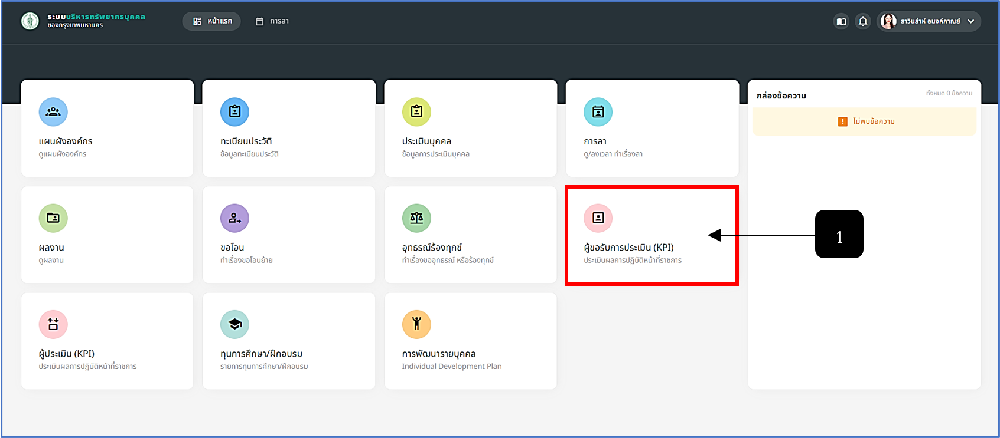 ระบบบริหารทรัพยากรบุคคล
ของกรุงเทพมหานคร
หน้าแรก
การลา
ธาวินล่าห์ อนงค์ภาณย์
แผนผังองค์กร
ดูแผนผังองค์กร
ทะเบียนประวัติ
ข้อมูลทะเบียนประวัติ
ประเมินบุคคล
ข้อมูลการประเมินบุคคล
การลา
ดู/ลงเวลา ทำเรื่องลา
กล่องข้อความ
ทั้งหมด 0 ข้อความ
ไม่พบข้อความ
ผลงาน
ดูผลงาน
ขอโอน
ทำเรื่องขอโอนย้าย
อุทธรณ์ร้องทุกข์
ทำเรื่องขออุทธรณ์ หรือร้องทุกข์
ผู้ขอรับการประเมิน (KPI)
ประเมินผลการปฏิบัติหน้าที่ราชการ
1
ผู้ประเมิน (KPI)
ประเมินผลการปฏิบัติหน้าที่ราชการ
ทุนการศึกษา/ฝึกอบรม
รายการทุนการศึกษา/ฝึกอบรม
การพัฒนารายบุคคล
Individual Development Plan